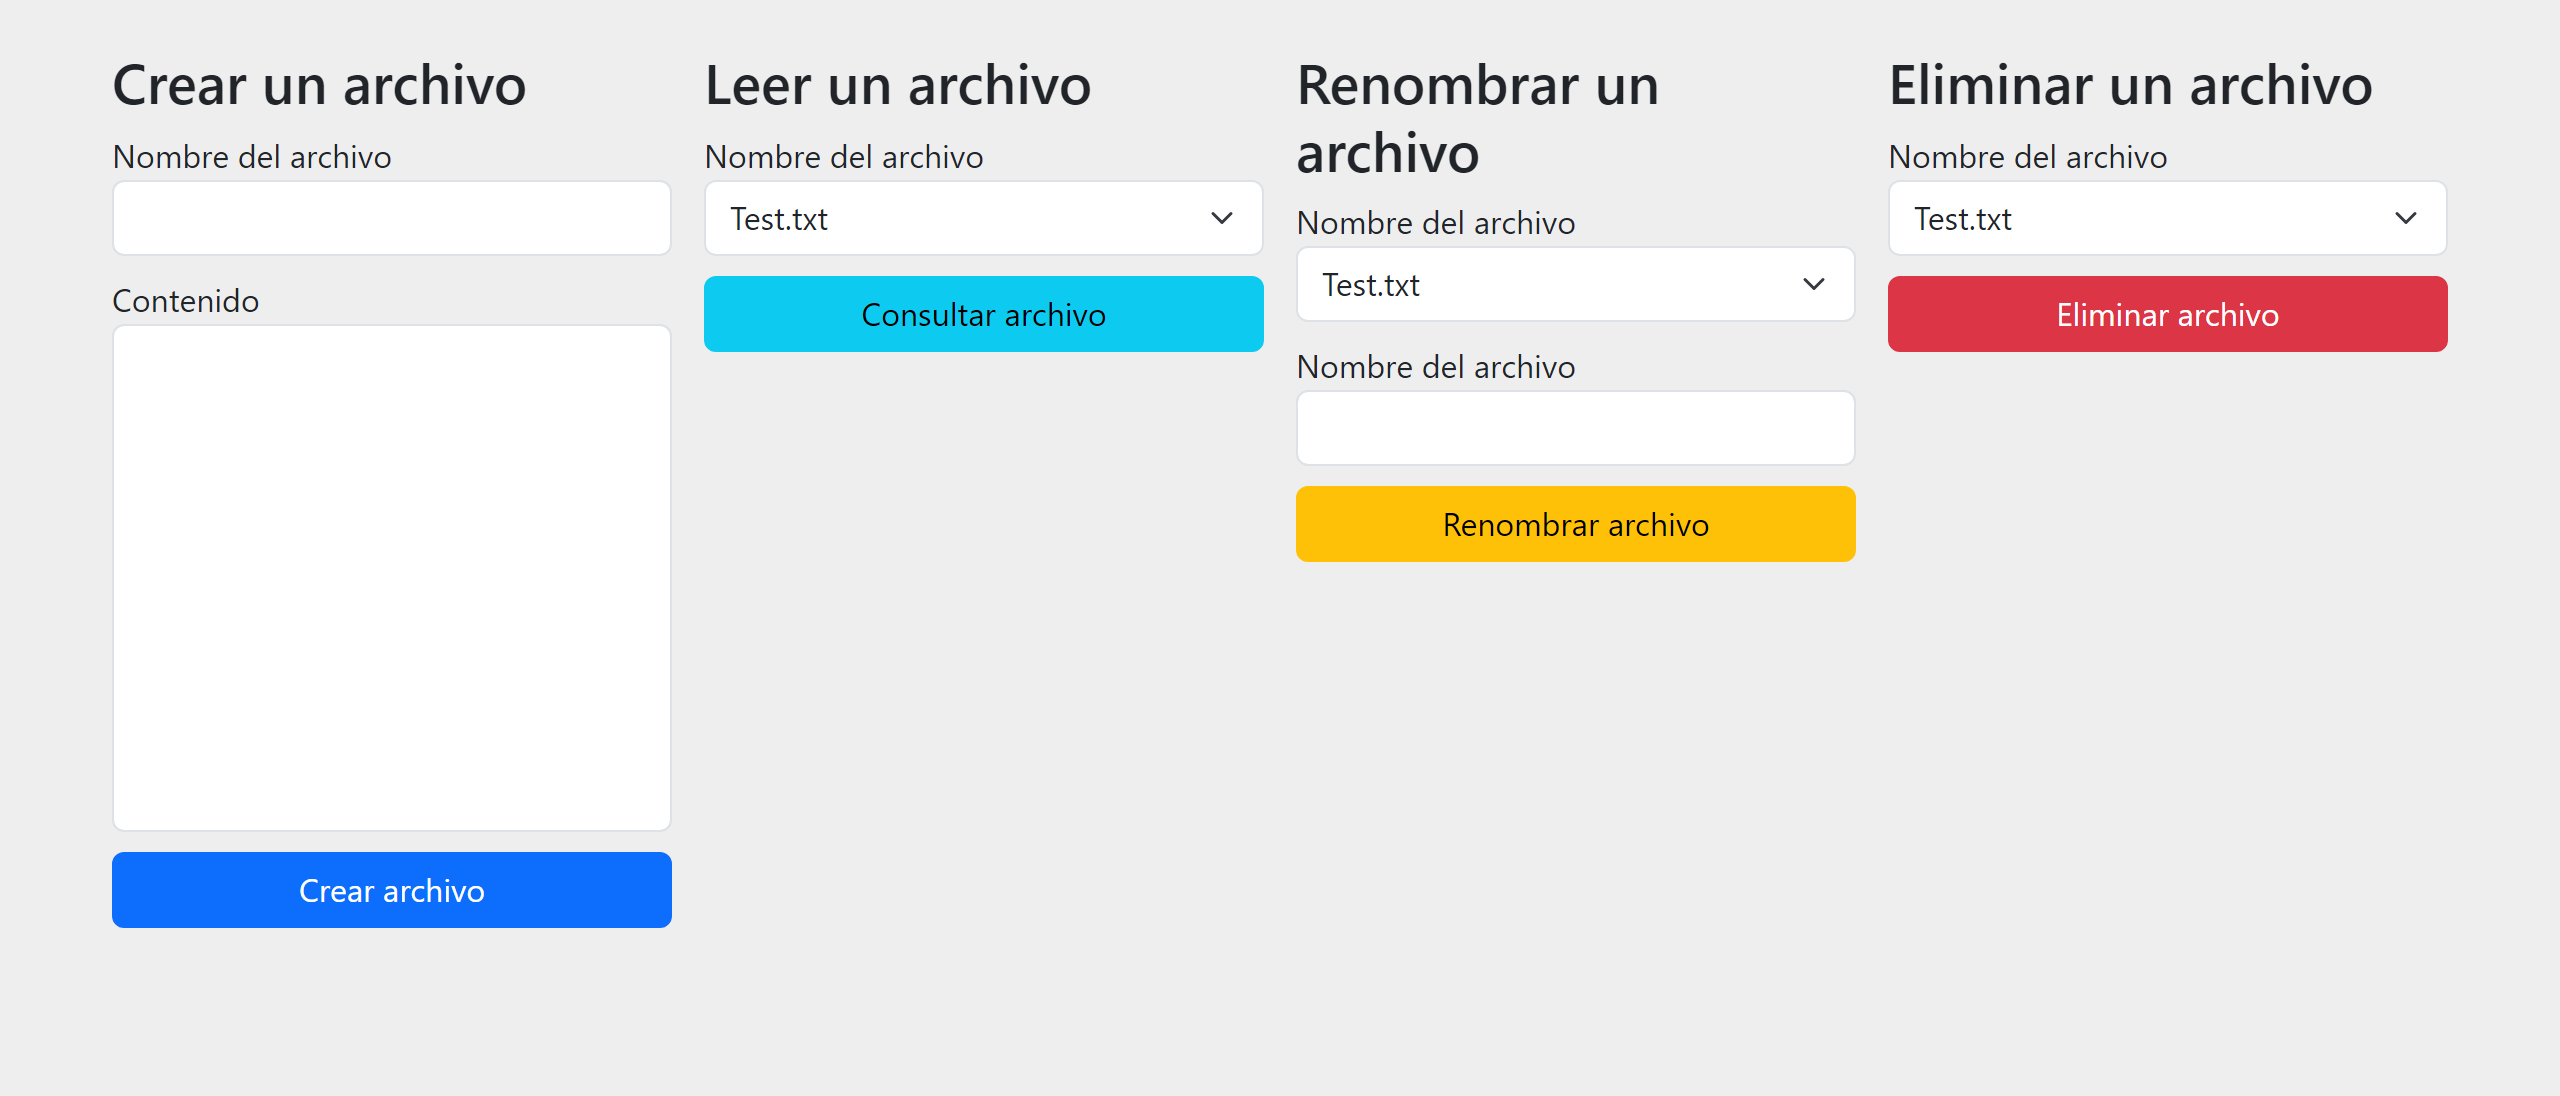 Crear un archivo
Nombre del archivo
Contenido
Crear archivo
Leer un archivo
Nombre del archivo
Test.txt
Consultar archivo
Renombrar un
archivo
Nombre del archivo
Test.txt
Nombre del archivo
Renombrar archivo
Eliminar un archivo
Nombre del archivo
Test.txt
Eliminar archivo